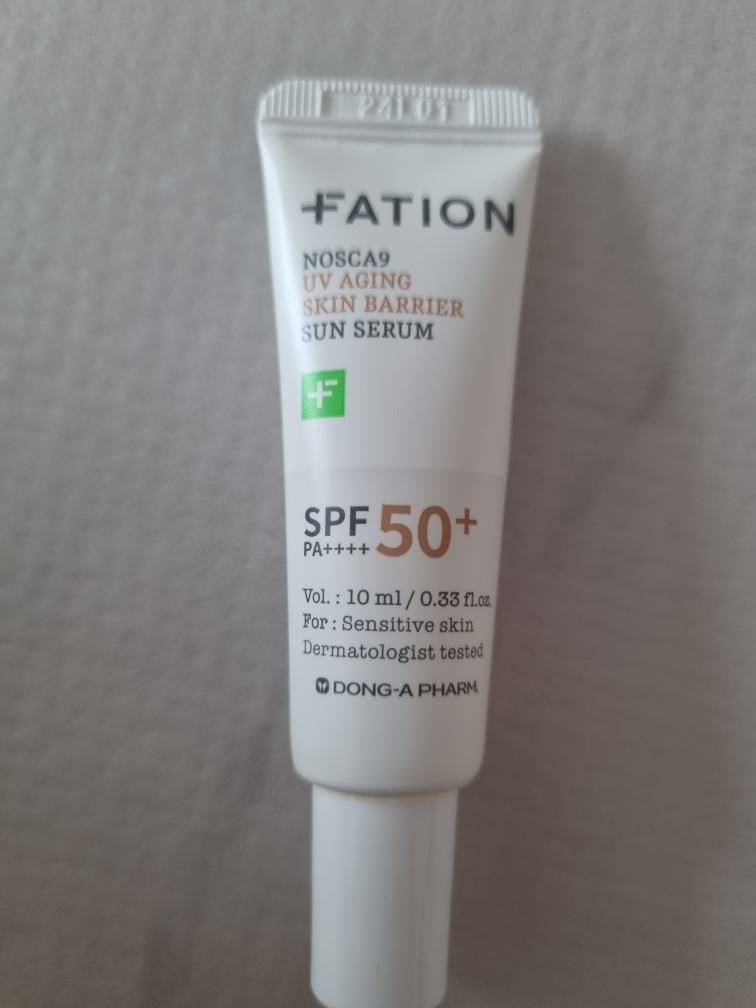 24L01
FATION
NOSCA9
UV AGING
SKIN BARRIER
SUN SERUM
SPF 50+
PA++++
Vol. : 10 ml / 0.33 fl.oz.
For : Sensitive skin
Dermatologist tested
DONG-A PHARM.